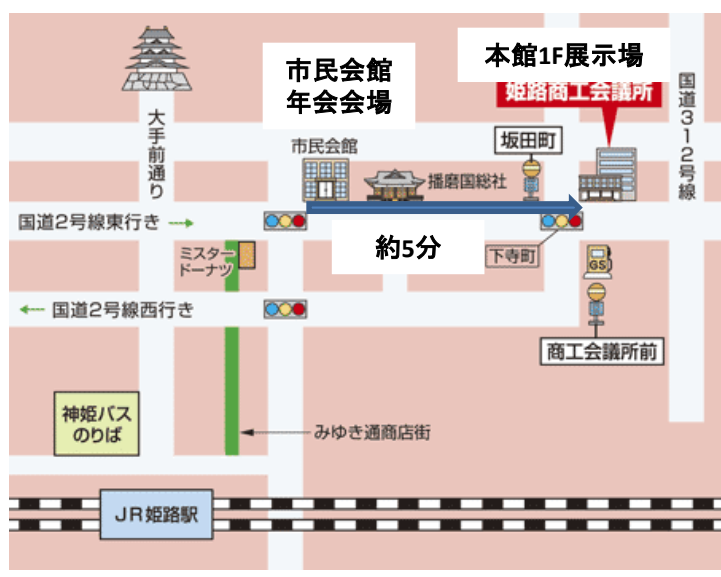 本館1F展示場
市民会館
年会会場
姫路商工会議所
国道312号線
大手前通り
坂田町
市民会館
播磨国総社
国道2号線東行き
約5分
下寺町
ミスター
ドーナツ
GS
国道2号線西行き
商工会議所前
神姫バス
のりば
みゆき通商店街
JR姫路駅